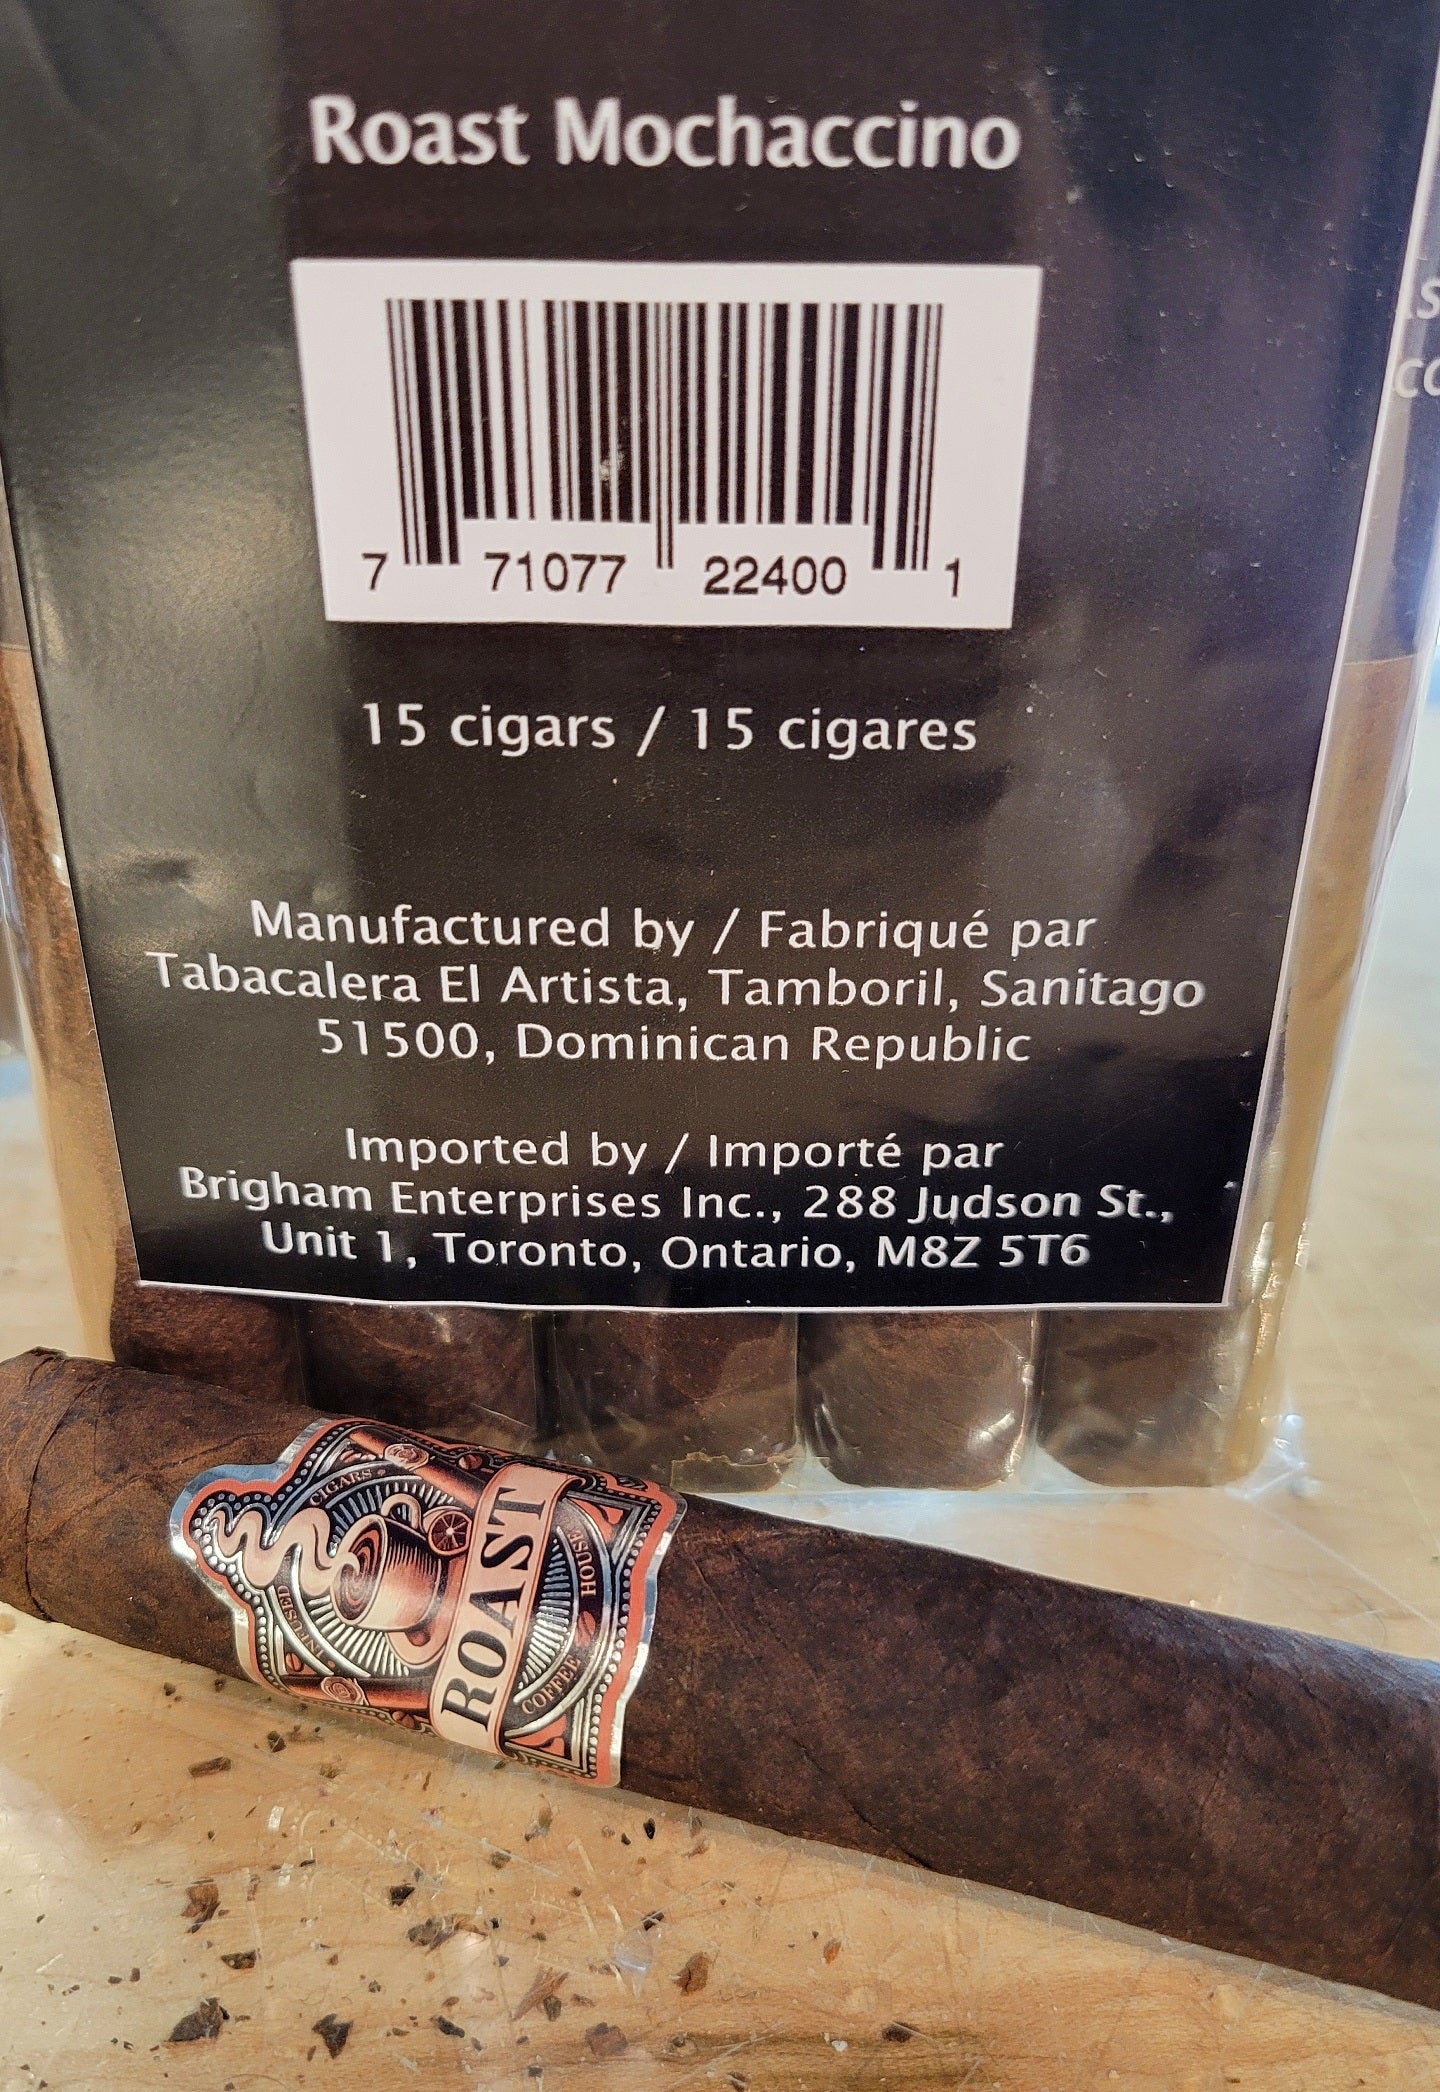 Roast Mochaccino
7 71077 22400 1
15 cigars / 15 cigares
Manufactured by / Fabriqué par
Tabacalera El Artista, Tamboril, Sanitago
51500, Dominican Republic
Imported by / Importé par
Brigham Enterprises Inc., 288 Judson St.,
Unit 1, Toronto, Ontario, M8Z 5T6
CIGARS
INFUSED
ROAST
COFFEE
HOUSE